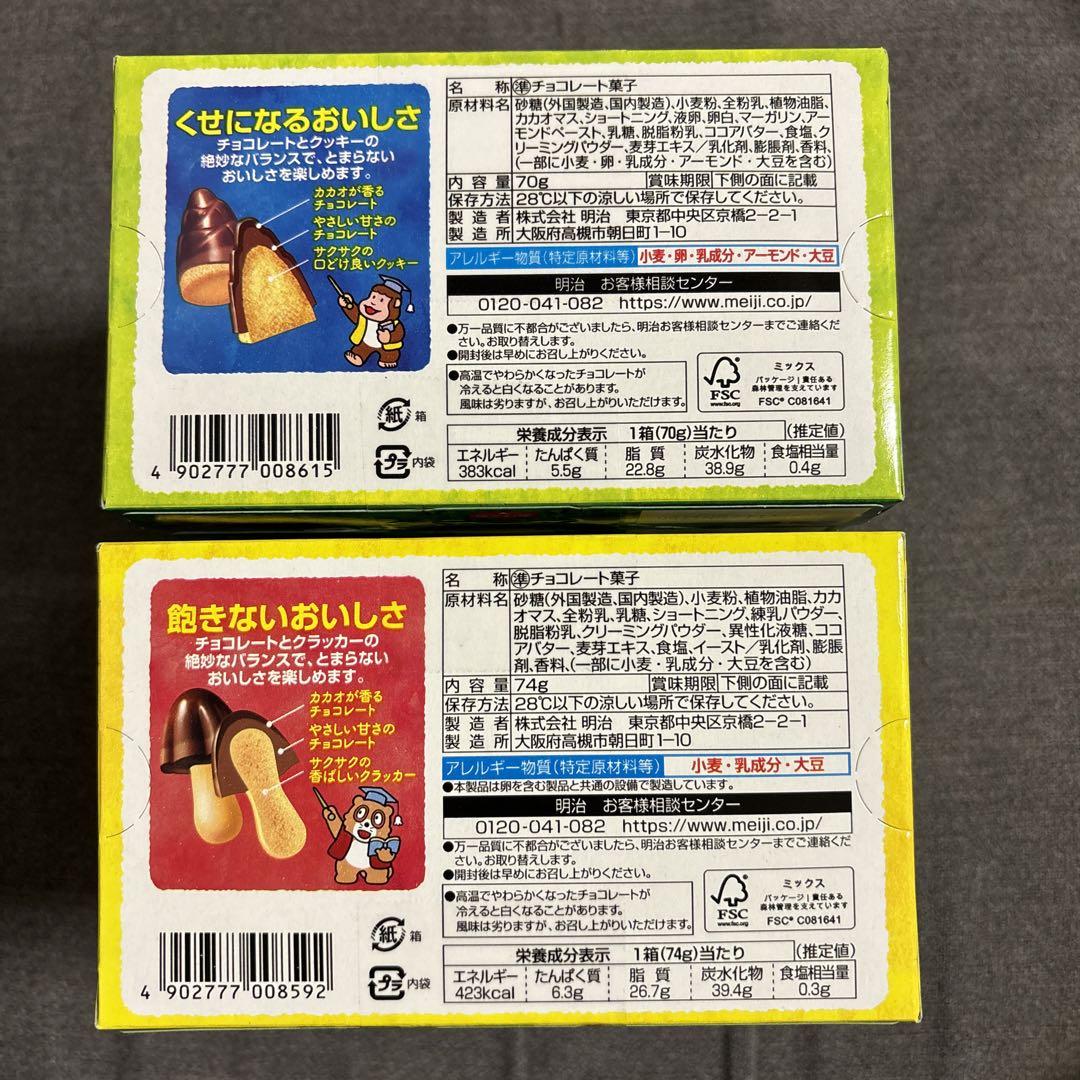 くせになるおいしさ
チョコレートとクッキーの
絶妙なバランスで、とまらない
おいしさを楽しめます。
カカオが香る
チョコレート
やさしい甘さの
チョコレート
サクサクの
口どけ良いクッキー
4 902777 008615
紙 箱
プラ 内袋
名 称 準チョコレート菓子
原材料名 砂糖(外国製造、国内製造)、小麦粉、全粉乳、植物油脂、
カカオマス、ショートニング、液卵、卵白、マーガリン、アー
モンドペースト、乳糖、脱脂粉乳、ココアバター、食塩、ク
リーミングパウダー、麦芽エキス/乳化剤、膨脹剤、香料、
(一部に小麦・卵・乳成分・アーモンド・大豆を含む)
内 容 量 70g 賞味期限 下側の面に記載
保存方法 28℃以下の涼しい場所で保存してください。
製 造 者 株式会社 明治 東京都中央区京橋2-2-1
製 造 所 大阪府高槻市朝日町1-10
アレルギー物質(特定原材料等) 小麦・卵・乳成分・アーモンド・大豆
明治 お客様相談センター
0120-041-082 https://www.meiji.co.jp/
●万一品質に不都合がございましたら、明治お客様相談センターまでご連絡くだ
さい。お取り替えします。
●開封後は早めにお召し上がりください。
●高温でやわらかくなったチョコレートが
冷えると白くなることがあります。
風味は劣りますが、お召し上がりいただけます。
FSC
www.fsc.org
ミックス
パッケージ|責任ある
森林管理を支えています
FSC® C081641
栄養成分表示 1箱(70g)当たり (推定値)
エネルギー たんぱく質 脂 質 炭水化物 食塩相当量
383kcal 5.5g 22.8g 38.9g 0.4g
飽きないおいしさ
チョコレートとクラッカーの
絶妙なバランスで、とまらない
おいしさを楽しめます。
カカオが香る
チョコレート
やさしい甘さの
チョコレート
サクサクの
香ばしいクラッカー
4 902777 008592
紙 箱
プラ 内袋
名 称 準チョコレート菓子
原材料名 砂糖(外国製造、国内製造)、小麦粉、植物油脂、カカ
オマス、全粉乳、乳糖、ショートニング、練乳パウダー、
脱脂粉乳、クリーミングパウダー、異性化液糖、ココ
アバター、麦芽エキス、食塩、イースト/乳化剤、膨脹
剤、香料、(一部に小麦・乳成分・大豆を含む)
内 容 量 74g 賞味期限 下側の面に記載
保存方法 28℃以下の涼しい場所で保存してください。
製 造 者 株式会社 明治 東京都中央区京橋2-2-1
製 造 所 大阪府高槻市朝日町1-10
アレルギー物質(特定原材料等) 小麦・乳成分・大豆
●本製品は卵を含む製品と共通の設備で製造しています。
明治 お客様相談センター
0120-041-082 https://www.meiji.co.jp/
●万一品質に不都合がございましたら、明治お客様相談センターまでご連絡くだ
さい。お取り替えします。
●開封後は早めにお召し上がりください。
●高温でやわらかくなったチョコレートが
冷えると白くなることがあります。
風味は劣りますが、お召し上がりいただけます。
FSC
www.fsc.org
ミックス
パッケージ|責任ある
森林管理を支えています
FSC® C081641
栄養成分表示 1箱(74g)当たり (推定値)
エネルギー たんぱく質 脂 質 炭水化物 食塩相当量
423kcal 6.3g 26.7g 39.4g 0.3g